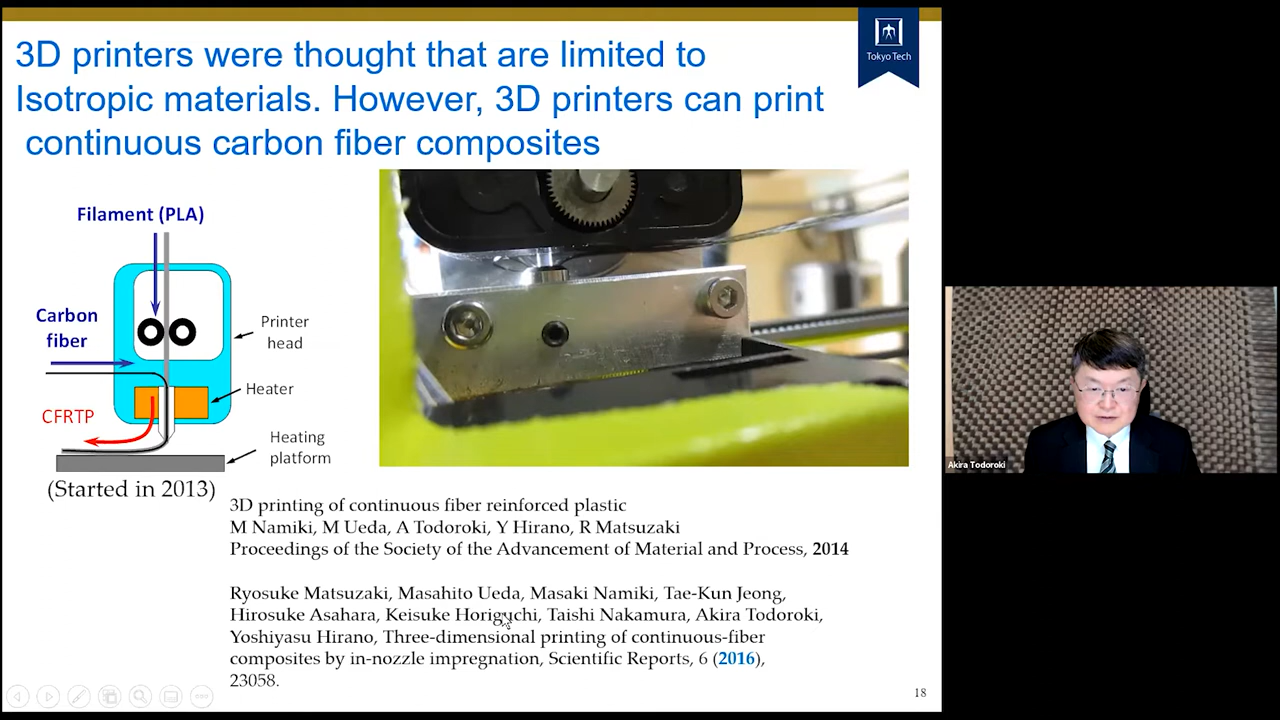 3D printers were thought that are limited to
Isotropic materials. However, 3D printers can print
continuous carbon fiber composites
Tokyo Tech
Filament (PLA)
Carbon
fiber
Printer
head
Heater
CFRTP
Heating
platform
(Started in 2013)
3D printing of continuous fiber reinforced plastic
M Namiki, M Ueda, A Todoroki, Y Hirano, R Matsuzaki
Proceedings of the Society of the Advancement of Material and Process, 2014
Ryosuke Matsuzaki, Masahito Ueda, Masaki Namiki, Tae-Kun Jeong,
Hirosuke Asahara, Keisuke Horiguchi, Taishi Nakamura, Akira Todoroki,
Yoshiyasu Hirano, Three-dimensional printing of continuous-fiber
composites by in-nozzle impregnation, Scientific Reports, 6 (2016),
23058.
18
Akira Todoroki